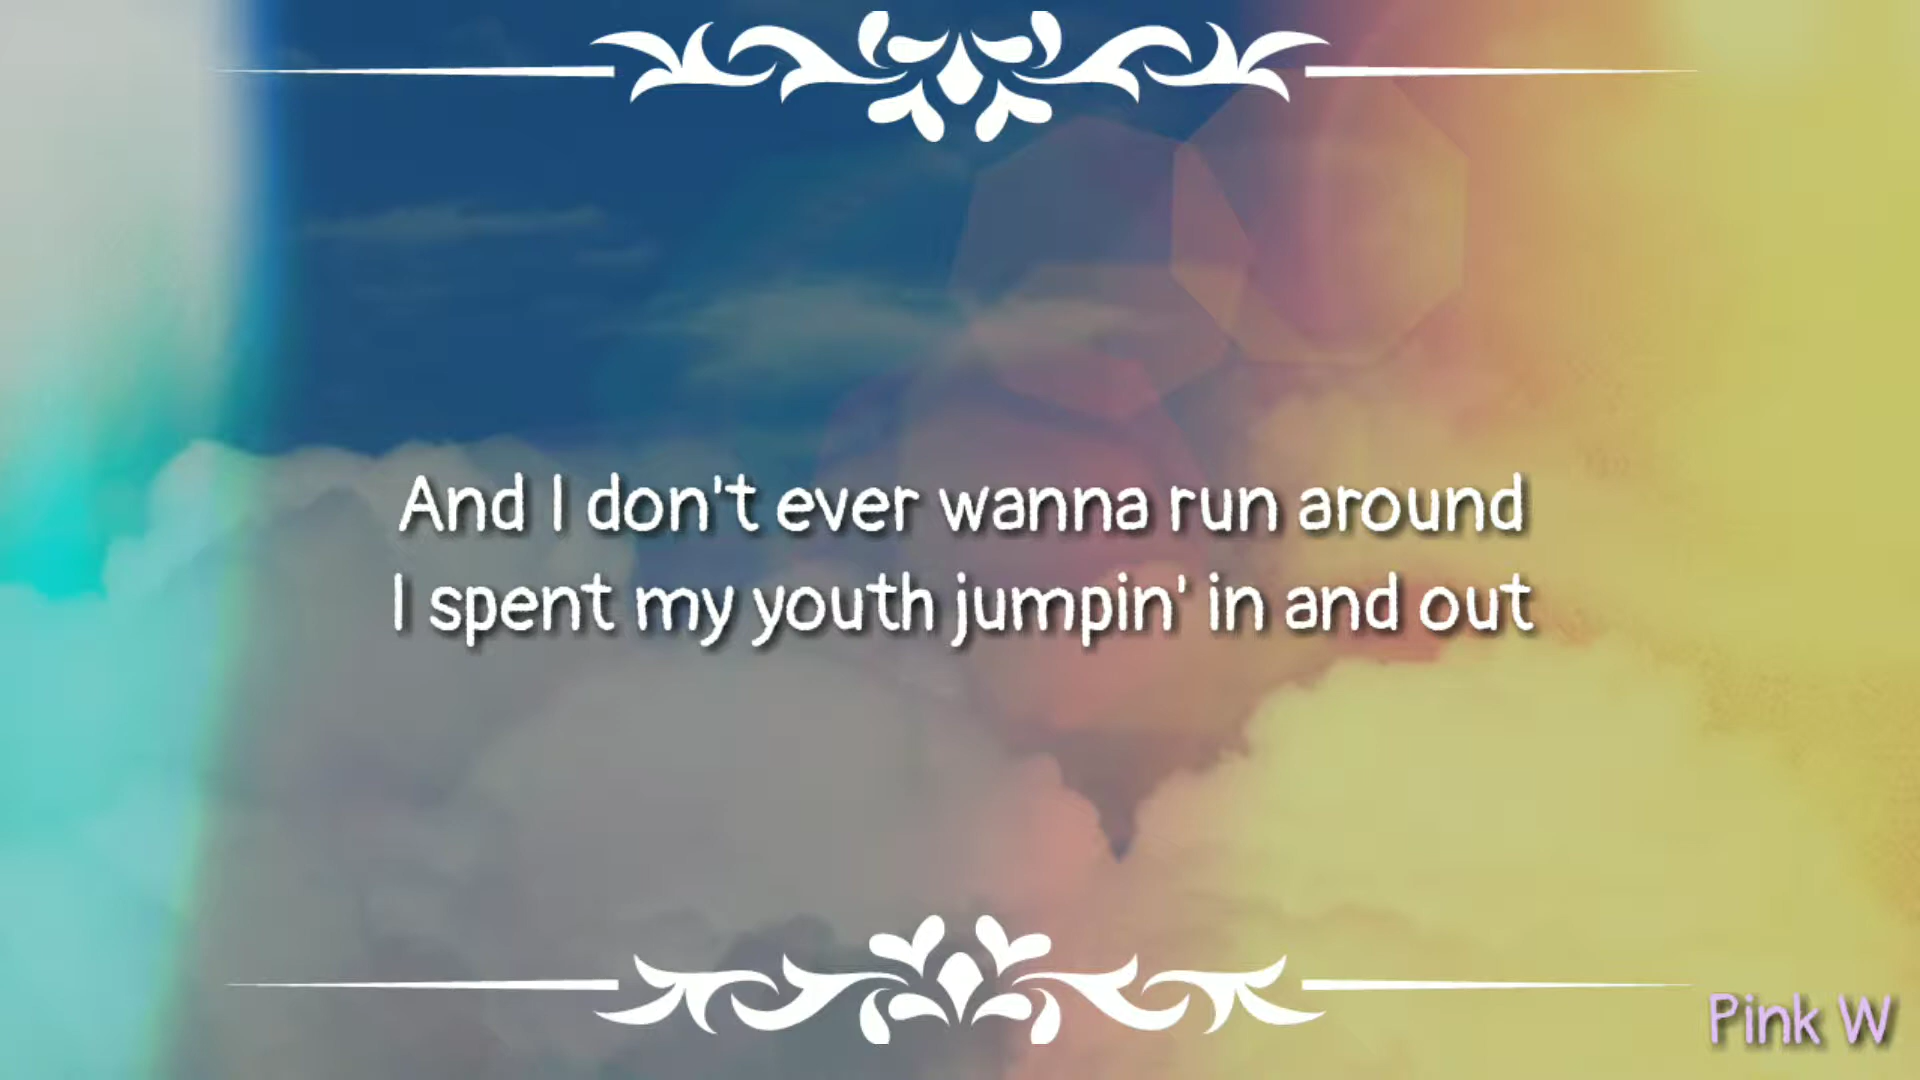 And I don't ever wanna run around
I spent my youth jumpin' in and out
Pink W